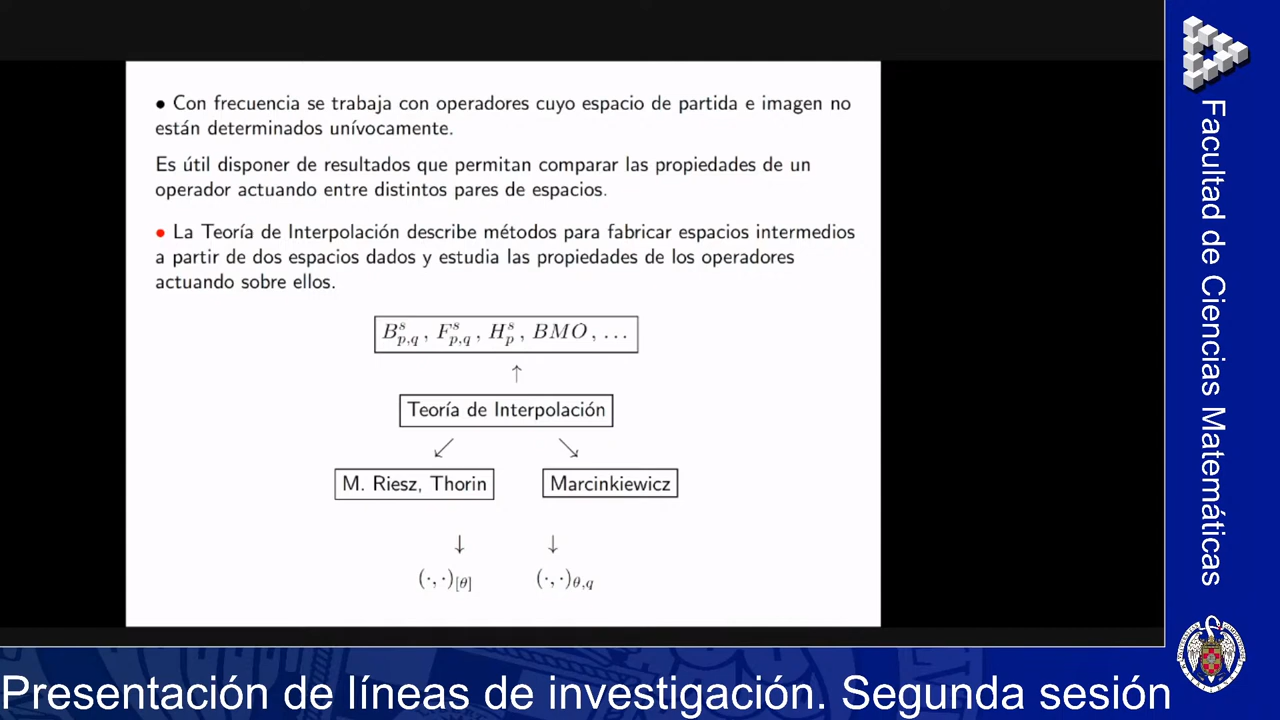 • Con frecuencia se trabaja con operadores cuyo espacio de partida e imagen no
están determinados unívocamente.
Es útil disponer de resultados que permitan comparar las propiedades de un
operador actuando entre distintos pares de espacios.
• La Teoría de Interpolación describe métodos para fabricar espacios intermedios
a partir de dos espacios dados y estudia las propiedades de los operadores
actuando sobre ellos.
B^s_{p,q}, F^s_{p,q}, H^s_p, BMO, ...
↑
Teoría de Interpolación
↙ ↘
M. Riesz, Thorin Marcinkiewicz
↓ ↓
(·,·)_{[θ]} (·,·)_{θ,q}
Facultad de Ciencias Matemáticas
Presentación de líneas de investigación. Segunda sesión